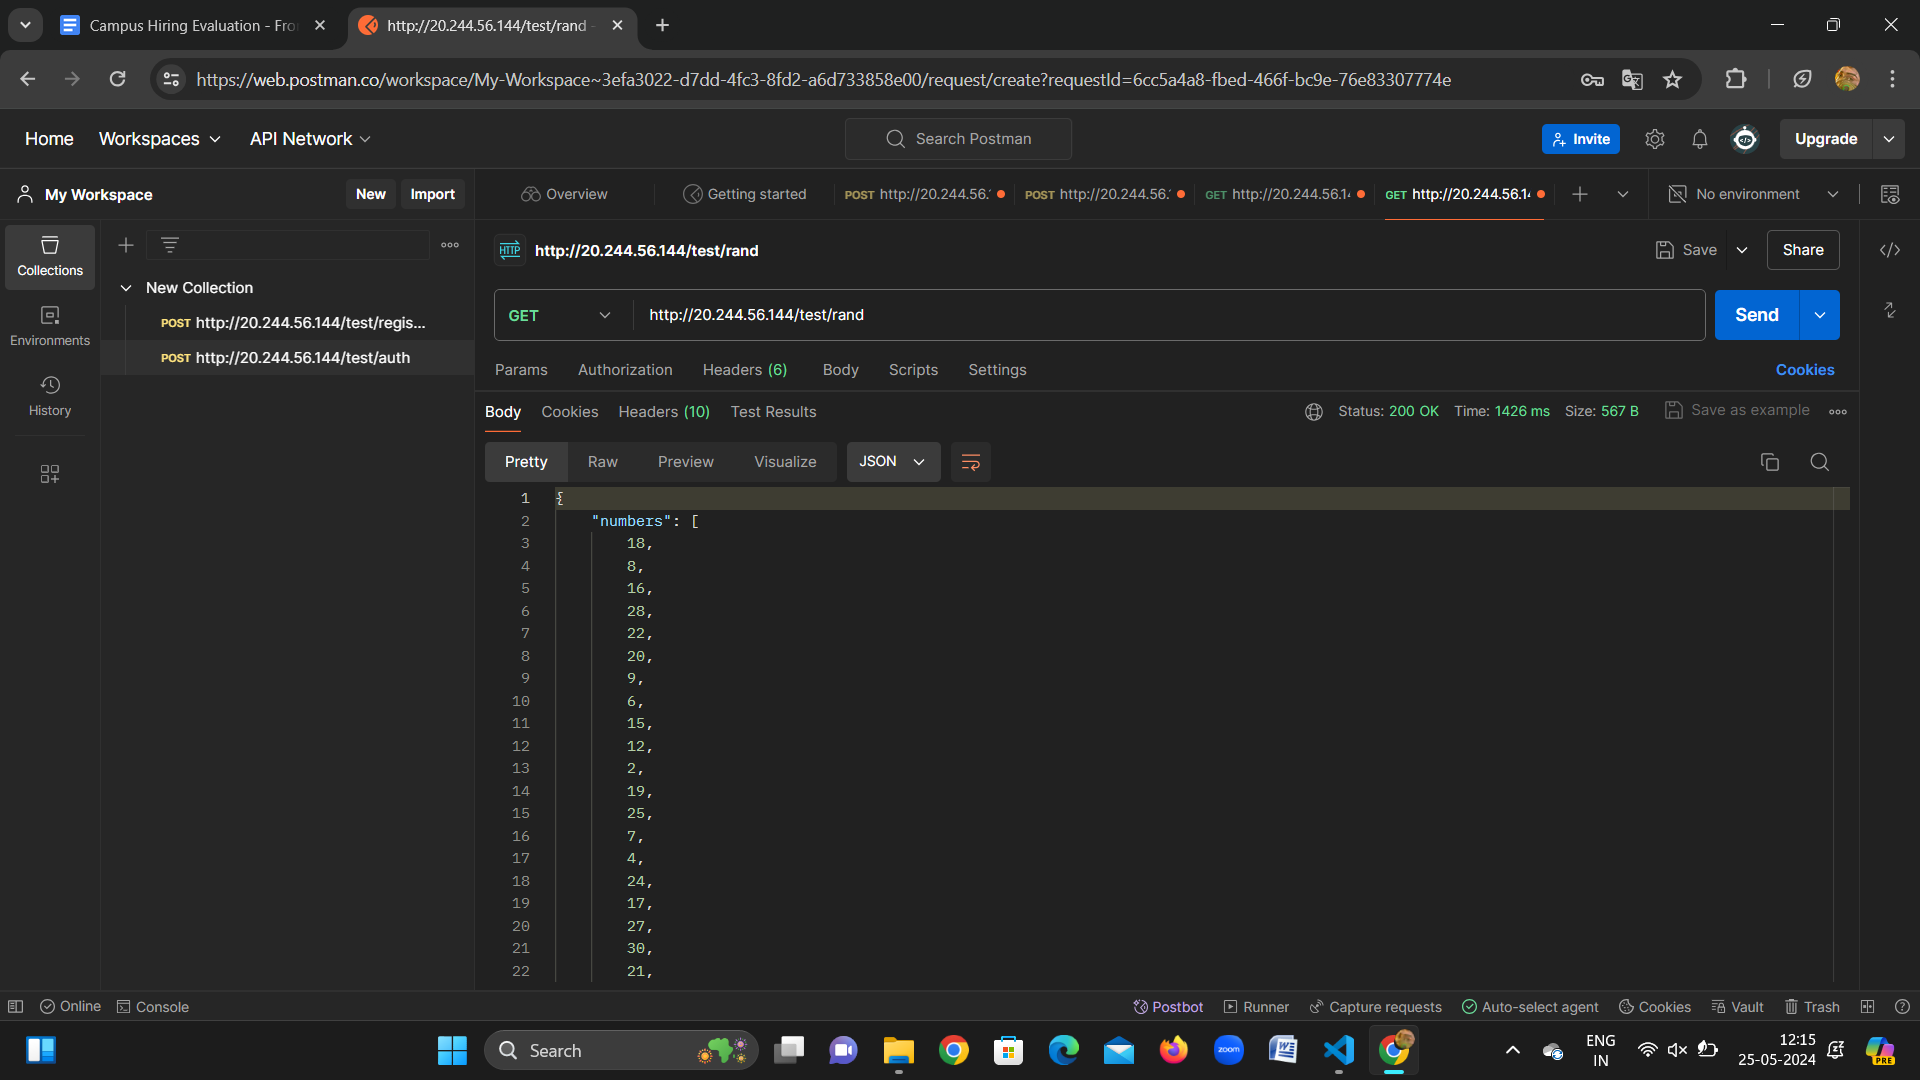 Campus Hiring Evaluation - Fro
http://20.244.56.144/test/rand -
https://web.postman.co/workspace/My-Workspace~3efa3022-d7dd-4fc3-8fd2-a6d733858e00/request/create?requestId=6cc5a4a8-fbed-466f-bc9e-76e83307774e
Home Workspaces API Network Search Postman Invite Upgrade
My Workspace New Import
Overview Getting started POST http://20.244.56.' POST http://20.244.56.' GET http://20.244.56.14 GET http://20.244.56.14 No environment
Collections
Environments
History
New Collection
POST http://20.244.56.144/test/regis...
POST http://20.244.56.144/test/auth
HTTP http://20.244.56.144/test/rand Save Share
GET http://20.244.56.144/test/rand Send
Params Authorization Headers (6) Body Scripts Settings Cookies
Body Cookies Headers (10) Test Results Status: 200 OK Time: 1426 ms Size: 567 B Save as example
Pretty Raw Preview Visualize JSON
1 {
2 "numbers": [
3 18,
4 8,
5 16,
6 28,
7 22,
8 20,
9 9,
10 6,
11 15,
12 12,
13 2,
14 19,
15 25,
16 7,
17 4,
18 24,
19 17,
20 27,
21 30,
22 21,
Online Console Postbot Runner Capture requests Auto-select agent Cookies Vault Trash
Search zoom ENG
IN
12:15
25-05-2024
PRE